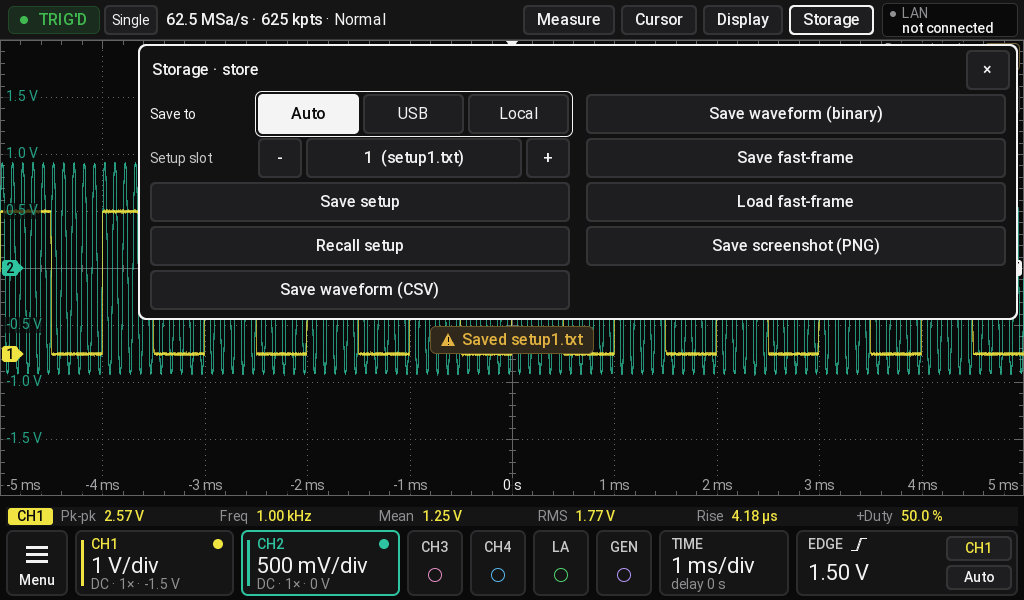 TRIG'D Single 62.5 MSa/s · 625 kpts · Normal Measure Cursor Display Storage LAN
not connected
Storage · store ×
Save to Auto USB Local Save waveform (binary)
Setup slot - 1 (setup1.txt) + Save fast-frame
Save setup Load fast-frame
Recall setup Save screenshot (PNG)
Save waveform (CSV)
1.5 V
1.0 V
0.5 V
2
-0.5 V
Saved setup1.txt
1
-1.0 V
-1.5 V
-5 ms -4 ms -3 ms -2 ms -1 ms 0 s 1 ms 2 ms 3 ms 4 ms 5 ms
CH1 Pk-pk 2.57 V Freq 1.00 kHz Mean 1.25 V RMS 1.77 V Rise 4.18 µs +Duty 50.0 %
Menu
CH1
1 V/div
DC · 1× · -1.5 V
CH2
500 mV/div
DC · 1× · 0 V
CH3
CH4
LA
GEN
TIME
1 ms/div
delay 0 s
EDGE
1.50 V
CH1
Auto